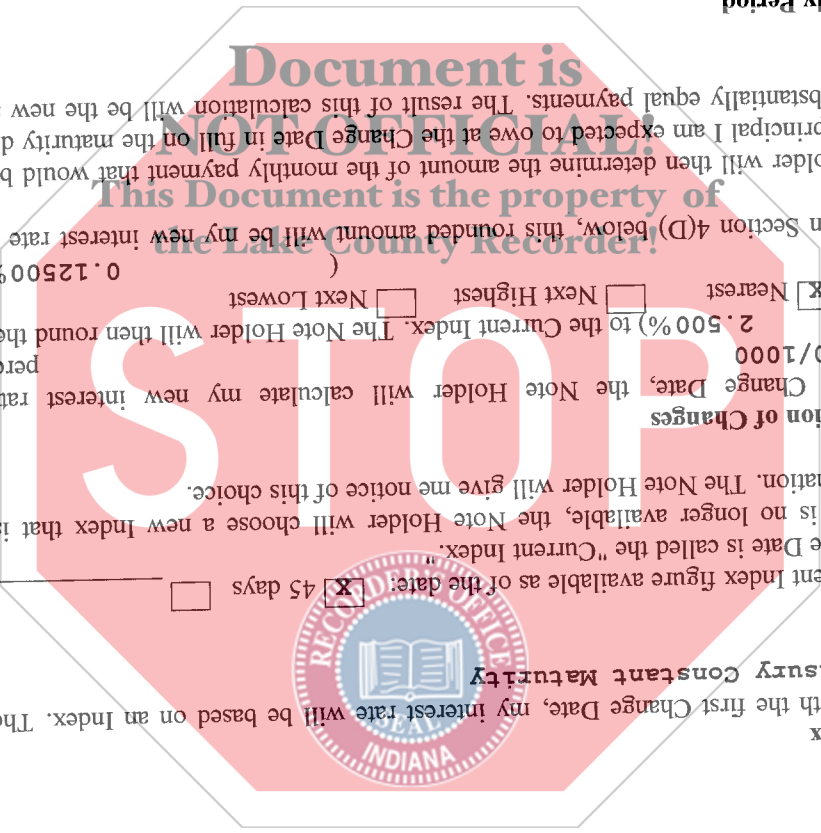 Document is
NOT OFFICIAL!
This Document is the property of
the Lake County Recorder!
STOP
RECORDER OFFICE
SEAL
INDIANA
x
th the first Change Date, my interest rate will be based on an Index. The
sury Constant Maturity
ent Index figure available as of the date: X 45 days
e Date is called the "Current Index."
is no longer available, the Note Holder will choose a new Index that is
nation. The Note Holder will give me notice of this choice.
ion of Changes
Change Date, the Note Holder will calculate my new interest rate
0/1000 perc
2.500%) to the Current Index. The Note Holder will then round the
X Nearest Next Highest Next Lowest
( 0.12500%
n Section 4(D) below, this rounded amount will be my new interest rate
older will then determine the amount of the monthly payment that would b
principal I am expected to owe at the Change Date in full on the maturity d
bstantially equal payments. The result of this calculation will be the new
y Period